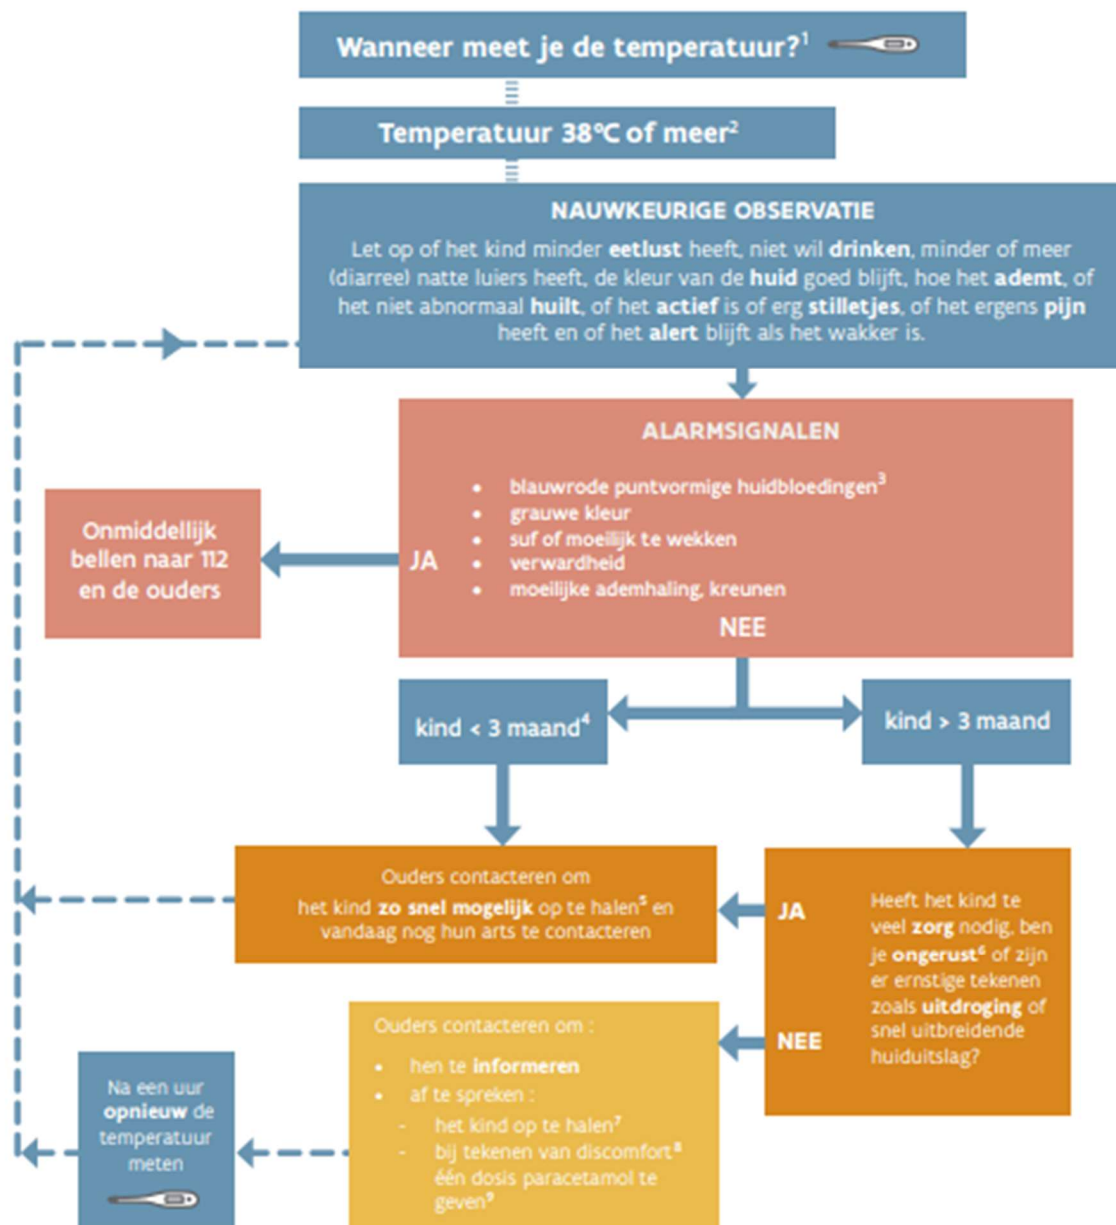 Wanneer meet je de temperatuur?¹
Temperatuur 38°C of meer²
NAUWKEURIGE OBSERVATIE
Let op of het kind minder eetlust heeft, niet wil drinken, minder of meer
(diarree) natte luiers heeft, de kleur van de huid goed blijft, hoe het ademt, of
het niet abnormaal huilt, of het actief is of erg stilletjes, of het ergens pijn
heeft en of het alert blijft als het wakker is.
ALARMSIGNALEN
• blauwrode puntvormige huidbloedingen³
• grauwe kleur
• suf of moeilijk te wekken
• verwardheid
• moeilijke ademhaling, kreunen
JA
NEE
Onmiddellijk
bellen naar 112
en de ouders
kind < 3 maand⁴
kind > 3 maand
Ouders contacteren om
het kind zo snel mogelijk op te halen⁵ en
vandaag nog hun arts te contacteren
JA
NEE
Heeft het kind te
veel zorg nodig, ben
je ongerust⁶ of zijn
er ernstige tekenen
zoals uitdroging of
snel uitbreidende
huiduitslag?
Ouders contacteren om :
• hen te informeren
• af te spreken :
- het kind op te halen⁷
- bij tekenen van discomfort⁸
één dosis paracetamol te
geven⁹
Na een uur
opnieuw de
temperatuur
meten